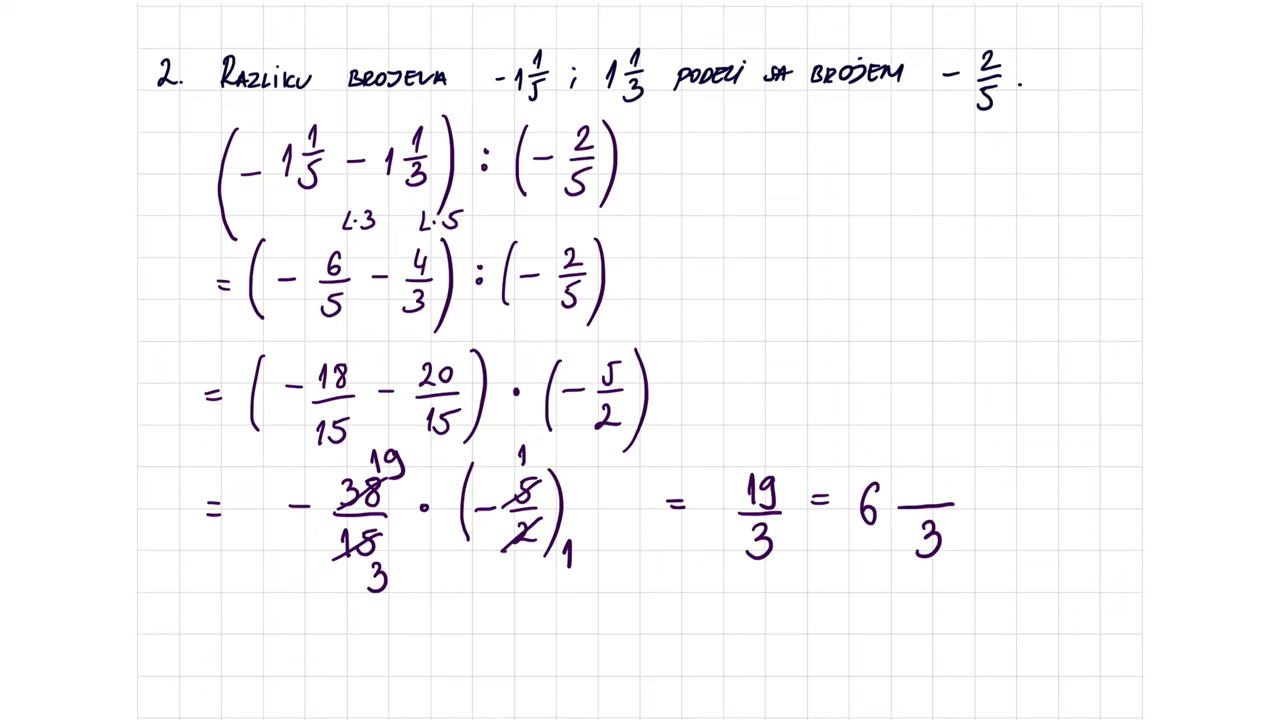 2. RAZLIKU BROJEVA -1 1/5 i 1 1/3 PODELI SA BROJEM - 2/5.
(- 1 1/5 - 1 1/3) : (- 2/5)
L·3 L·5
= (- 6/5 - 4/3) : (- 2/5)
= (- 18/15 - 20/15) · (- 5/2)
19 1
= - 38/15 · (- 5/2) = 19/3 = 6 —/3
3 1